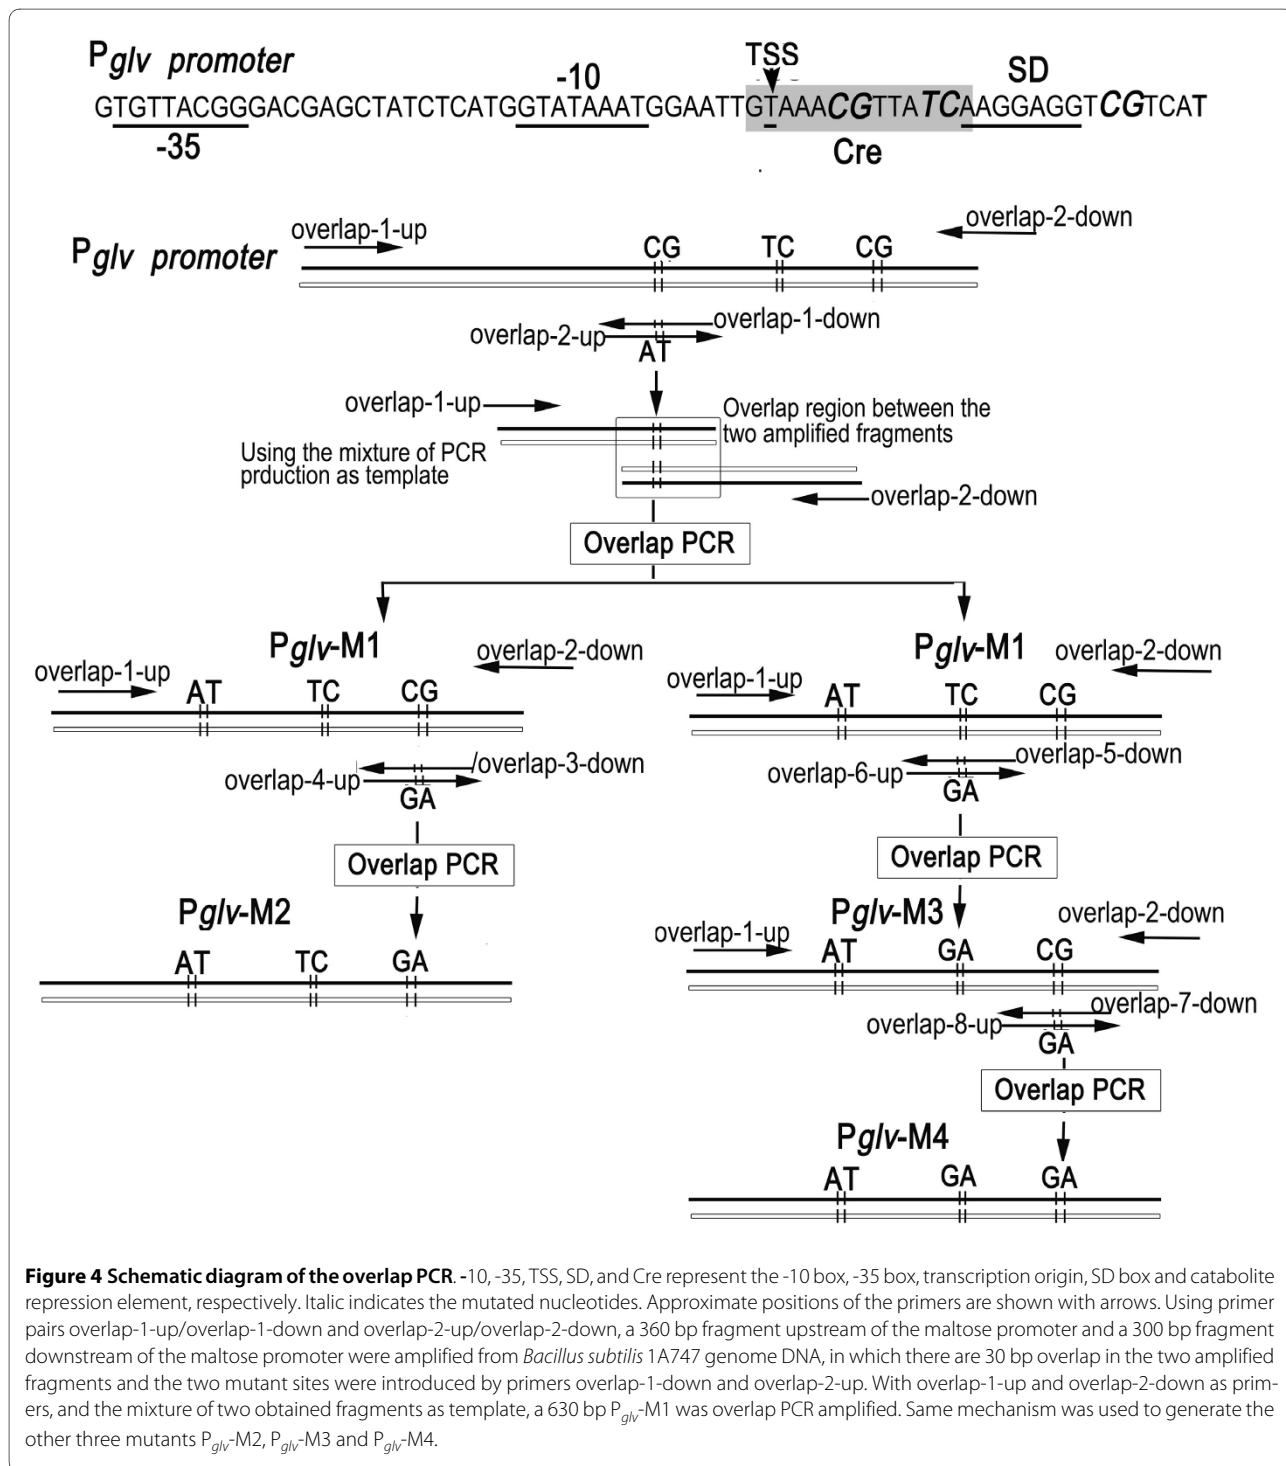 Pglv promoter
TSS
-10
SD
GTGTTACGGGACGAGCTATCTCATGGTATAAATGGAATTGTAAACGTTATCAAGGAGGTCGTCAT
-35
Cre
overlap-1-up
overlap-2-down
Pglv promoter
CG TC CG
overlap-1-down
overlap-2-up
AT
overlap-1-up
Overlap region between the
two amplified fragments
Using the mixture of PCR
prduction as template
overlap-2-down
Overlap PCR
Pglv-M1
overlap-1-up
overlap-2-down
AT TC CG
/overlap-3-down
overlap-4-up
GA
Overlap PCR
Pglv-M2
AT TC GA
Pglv-M1
overlap-1-up
overlap-2-down
AT TC CG
overlap-5-down
overlap-6-up
GA
Overlap PCR
Pglv-M3
overlap-1-up
overlap-2-down
AT GA CG
overlap-7-down
overlap-8-up
GA
Overlap PCR
Pglv-M4
AT GA GA
Figure 4 Schematic diagram of the overlap PCR. -10, -35, TSS, SD, and Cre represent the -10 box, -35 box, transcription origin, SD box and catabolite
repression element, respectively. Italic indicates the mutated nucleotides. Approximate positions of the primers are shown with arrows. Using primer
pairs overlap-1-up/overlap-1-down and overlap-2-up/overlap-2-down, a 360 bp fragment upstream of the maltose promoter and a 300 bp fragment
downstream of the maltose promoter were amplified from Bacillus subtilis 1A747 genome DNA, in which there are 30 bp overlap in the two amplified
fragments and the two mutant sites were introduced by primers overlap-1-down and overlap-2-up. With overlap-1-up and overlap-2-down as prim-
ers, and the mixture of two obtained fragments as template, a 630 bp Pglv-M1 was overlap PCR amplified. Same mechanism was used to generate the
other three mutants Pglv-M2, Pglv-M3 and Pglv-M4.